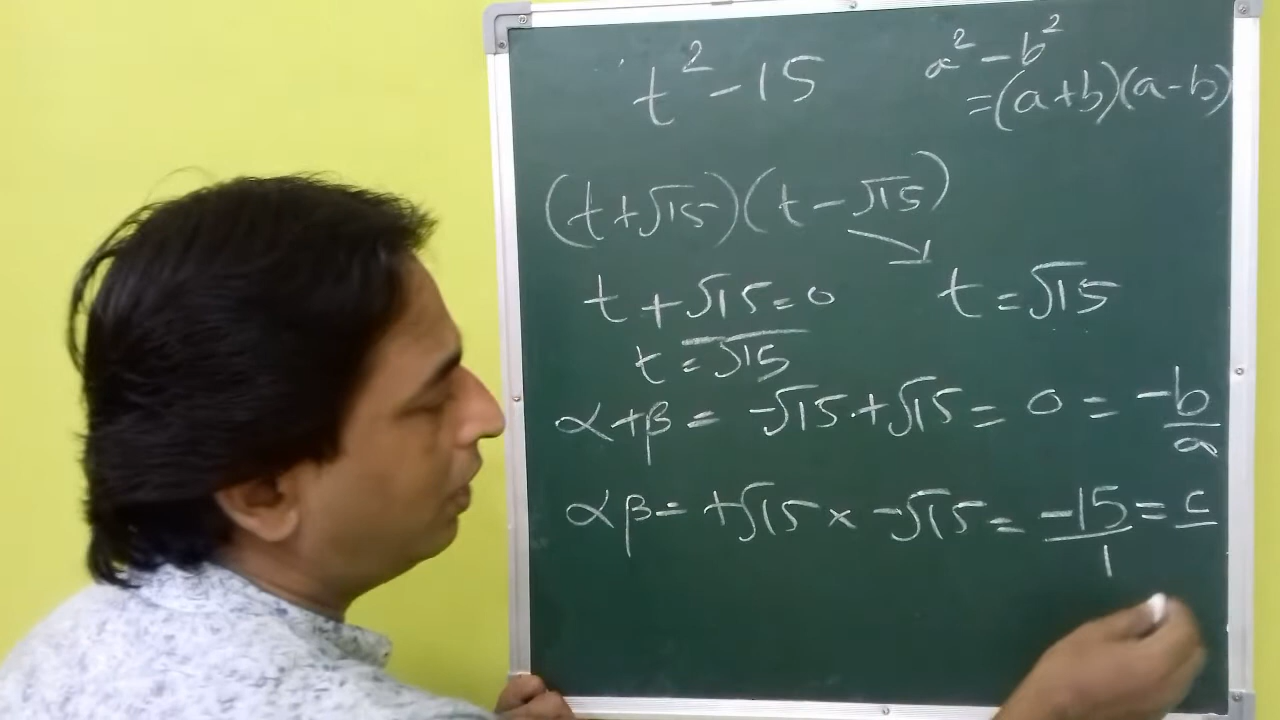 t² - 15
a² - b²
= (a+b)(a-b)
(t+√15)(t-√15)
t + √15 = 0
t = √15
t = -√15
α+β = -√15 + √15 = 0 = -b/a
αβ = +√15 × -√15 = -15/1 = c/